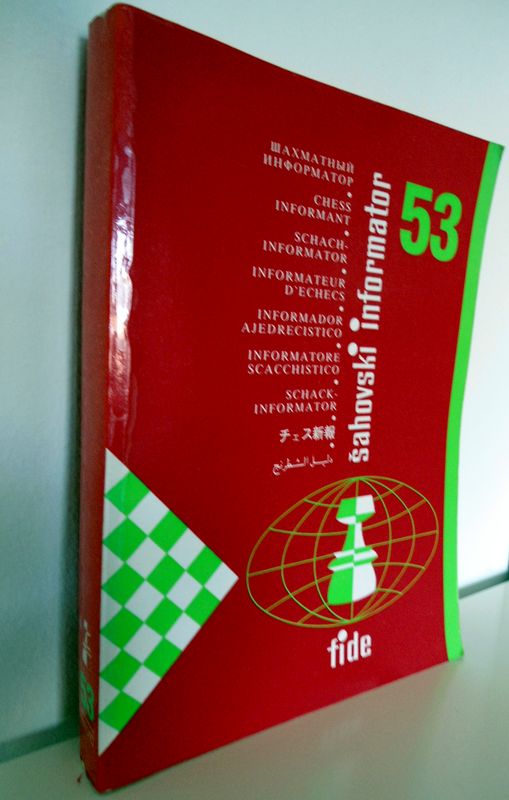 ШАХМАТНЫЙ
ИНФОРМАТОР
CHESS
INFORMANT
SCHACH-
INFORMATOR
INFORMATEUR
D'ECHECS
INFORMADOR
AJEDRECISTICO
INFORMATORE
SCACCHISTICO
SCHACK-
INFORMATOR
チェス新報
دليل الشطرنج
šahovski informator
53
fide
53